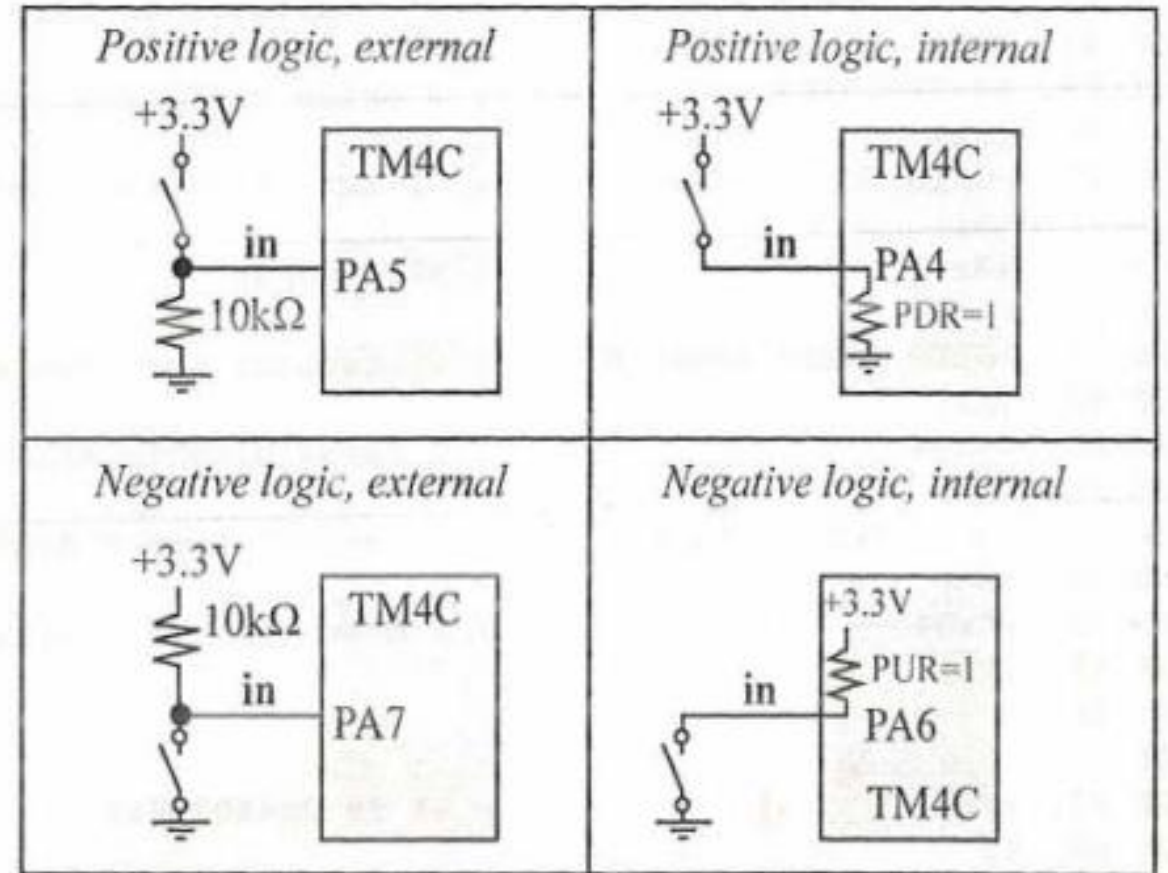 Positive logic, external
+3.3V
TM4C
in
PA5
10kΩ
Positive logic, internal
+3.3V
TM4C
in
PA4
PDR=1
Negative logic, external
+3.3V
10kΩ
TM4C
in
PA7
Negative logic, internal
+3.3V
PUR=1
in
PA6
TM4C